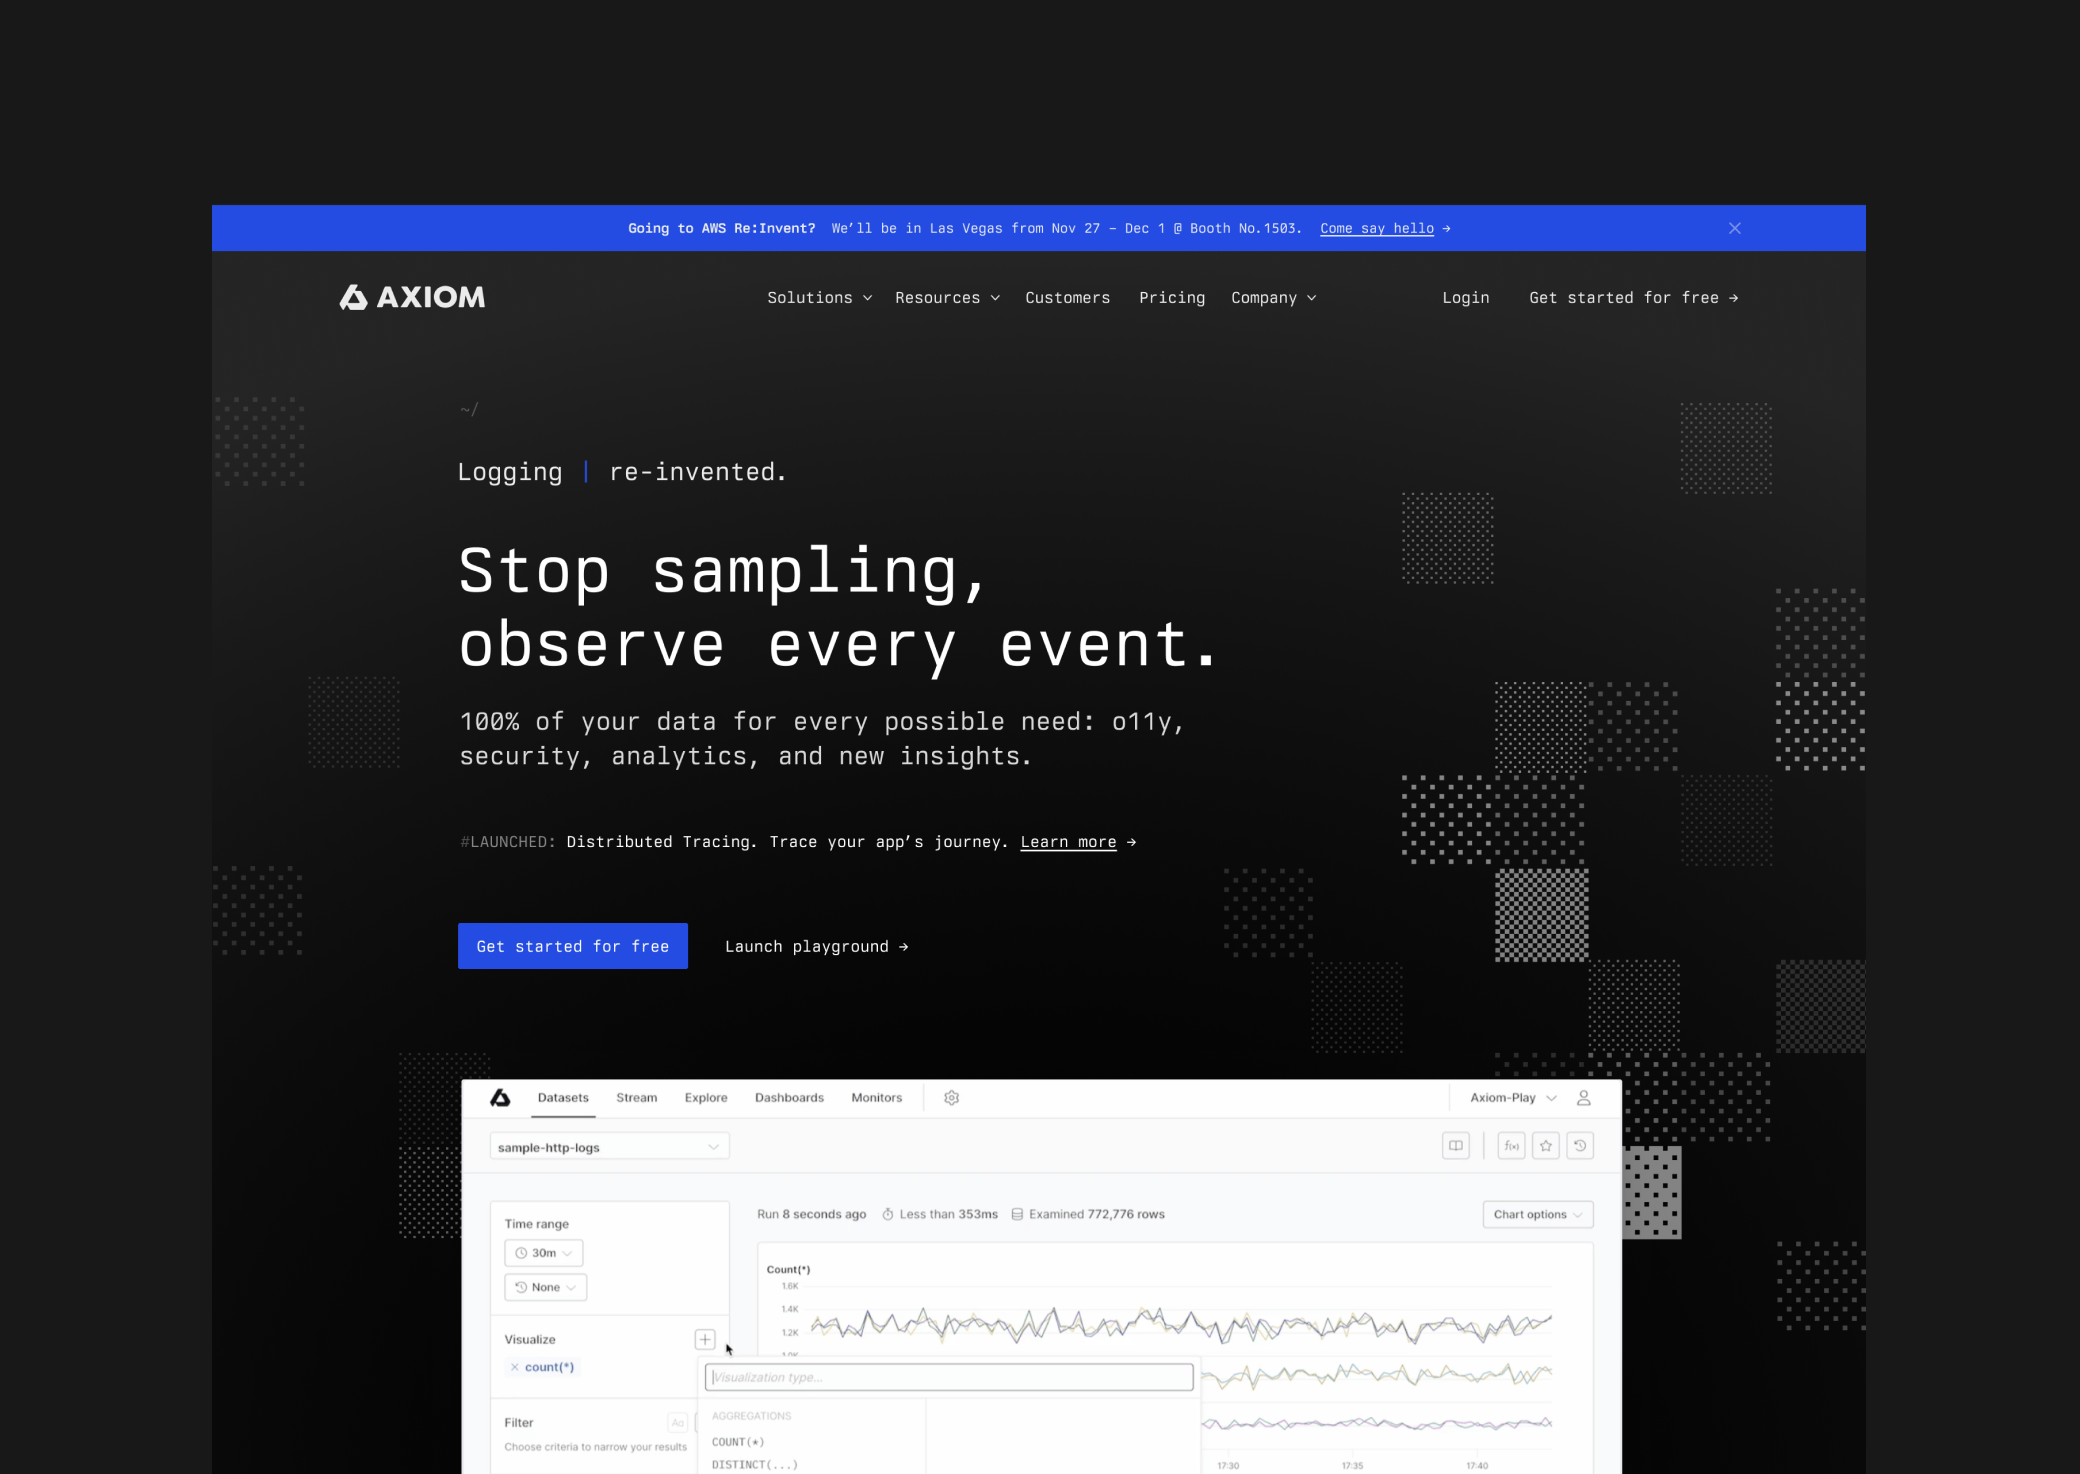 Going to AWS Re:Invent? We’ll be in Las Vegas from Nov 27 – Dec 1 @ Booth No.1503. Come say hello →
AXIOM Solutions Resources Customers Pricing Company Login Get started for free →
~/
Logging | re-invented.
Stop sampling,
observe every event.
100% of your data for every possible need: o11y,
security, analytics, and new insights.
#LAUNCHED: Distributed Tracing. Trace your app’s journey. Learn more →
Get started for free Launch playground →
Datasets Stream Explore Dashboards Monitors Axiom-Play
sample-http-logs f(x)
Run 8 seconds ago Less than 353ms Examined 772,776 rows Chart options
Time range
30m
None
Count(*)
1.6K
1.4K
1.2K
1.0K
Visualize
× count(*)
Visualization type...
Filter Aa
Choose criteria to narrow your results
AGGREGATIONS
COUNT(*)
DISTINCT(...)
17:30 17:35 17:40